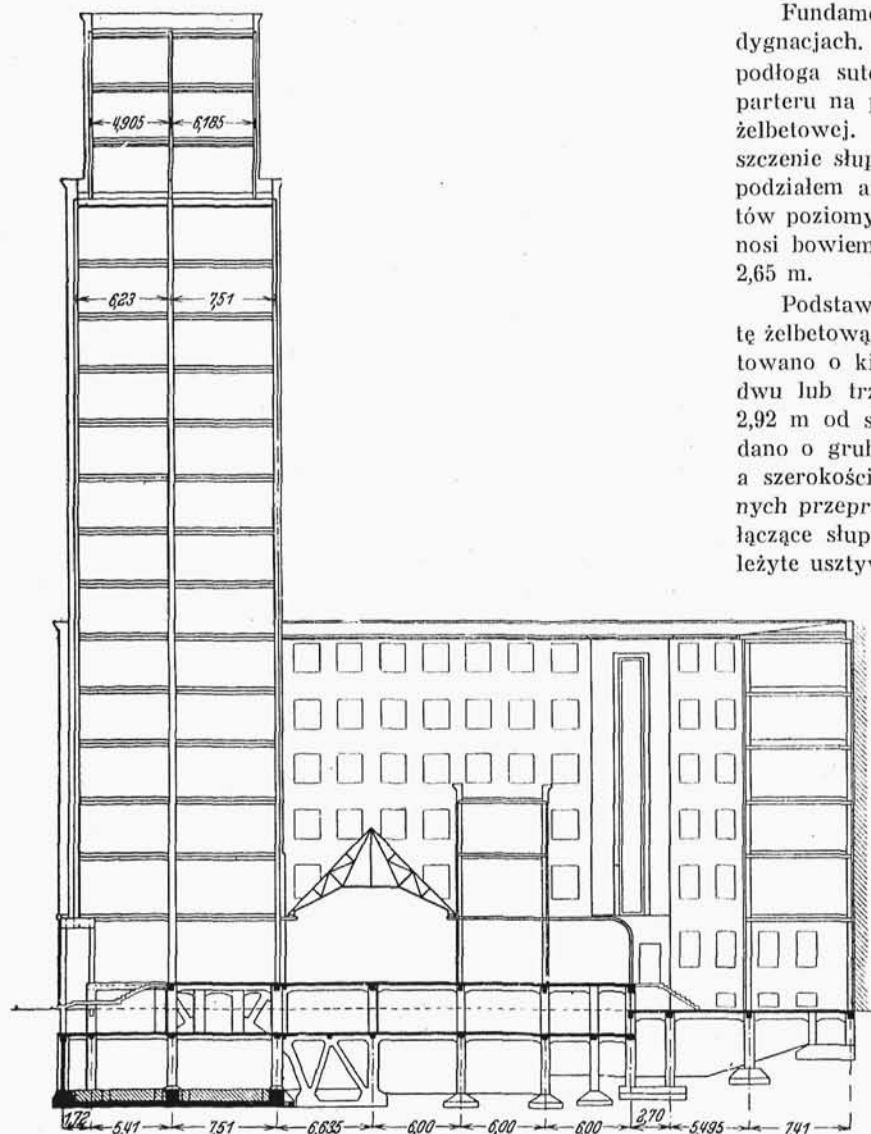 Fundame
dygnacjach.
podłoga sute
parteru na p
żelbetowej.
szczenie słup
podziałem a
tów poziomy
nosi bowiem
2,65 m.
Podstaw
tę żelbetową
towano o ki
dwu lub trz
2,92 m od s
dano o grub
a szerokości
nych przepr
łączące słup
leżyte uszty
4,905 6,185
6,23 7,51
1,72 5,41 7,51 6,635 6,00 6,00 6,00 2,70 5,495 7,41